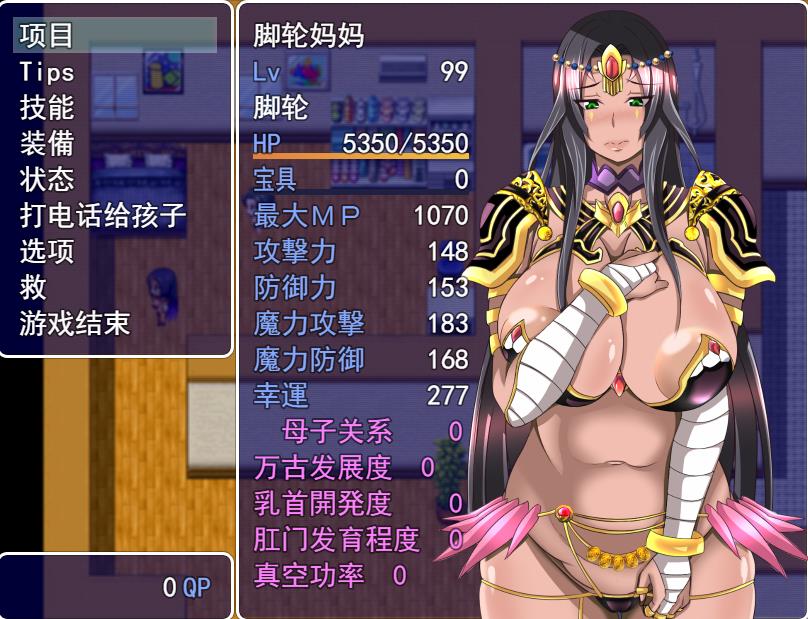 项目
Tips
技能
装備
状态
打电话给孩子
选项
救
游戏结束
0 QP
脚轮妈妈
Lv 99
脚轮
HP 5350/5350
宝具 0
最大ＭＰ 1070
攻撃力 148
防御力 153
魔力攻撃 183
魔力防御 168
幸運 277
母子关系 0
万古发展度 0
乳首開発度 0
肛门发育程度 0
真空功率 0